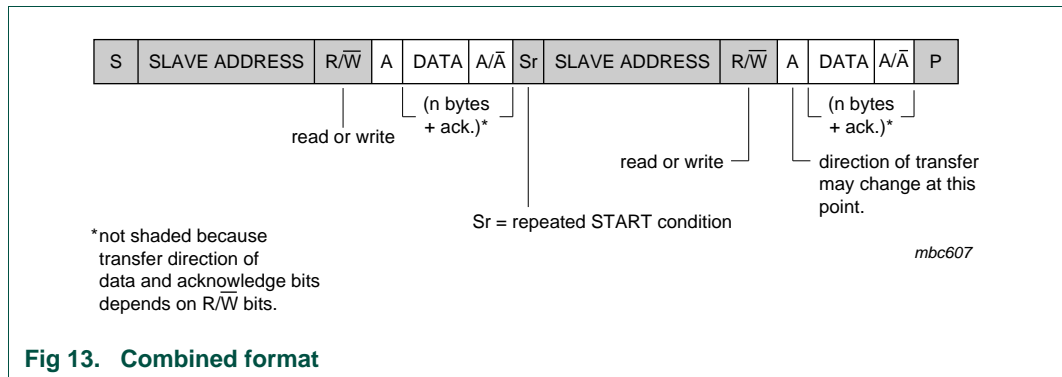 S SLAVE ADDRESS R/W̅ A DATA A/A̅ Sr SLAVE ADDRESS R/W̅ A DATA A/A̅ P
(n bytes + ack.)*
read or write
(n bytes + ack.)*
read or write
direction of transfer
may change at this
point.
Sr = repeated START condition
*not shaded because
transfer direction of
data and acknowledge bits
depends on R/W̅ bits.
mbc607
Fig 13. Combined format